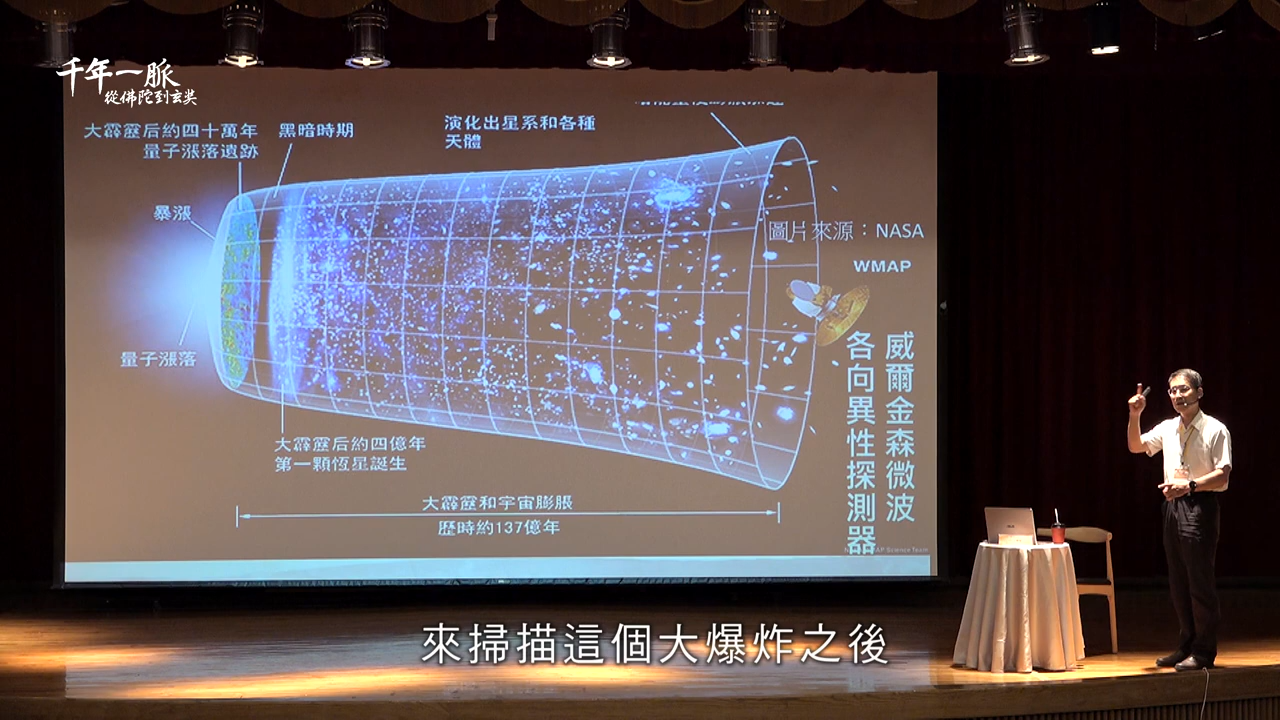 千年一脈
從佛陀到玄奘
大霹靂后約四十萬年
量子漲落遺跡
黑暗時期
演化出星系和各種
天體
暴漲
圖片來源：NASA
WMAP
量子漲落
威爾金森微波
各向異性探測器
大霹靂后約四億年
第一顆恆星誕生
大霹靂和宇宙膨脹
歷時約137億年
AP Science Team
來掃描這個大爆炸之後